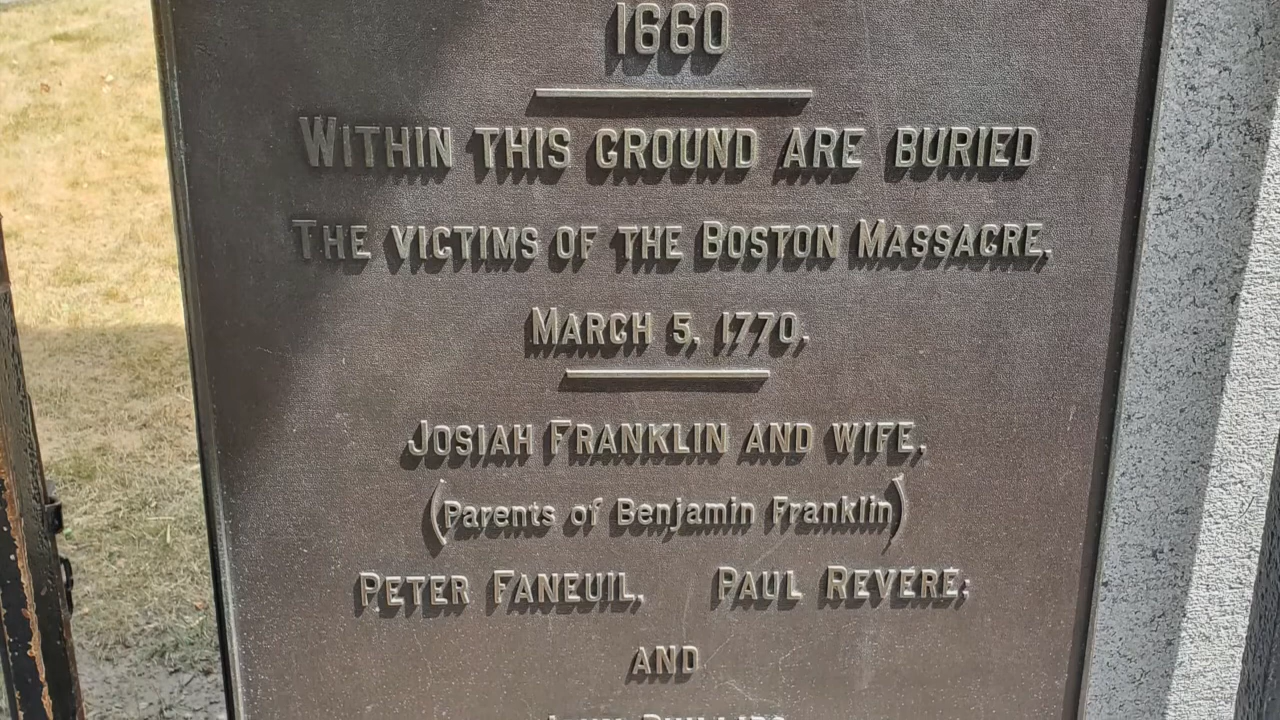 1660
WITHIN THIS GROUND ARE BURIED
THE VICTIMS OF THE BOSTON MASSACRE,
MARCH 5, 1770.
JOSIAH FRANKLIN AND WIFE,
(Parents of Benjamin Franklin)
PETER FANEUIL, PAUL REVERE;
AND